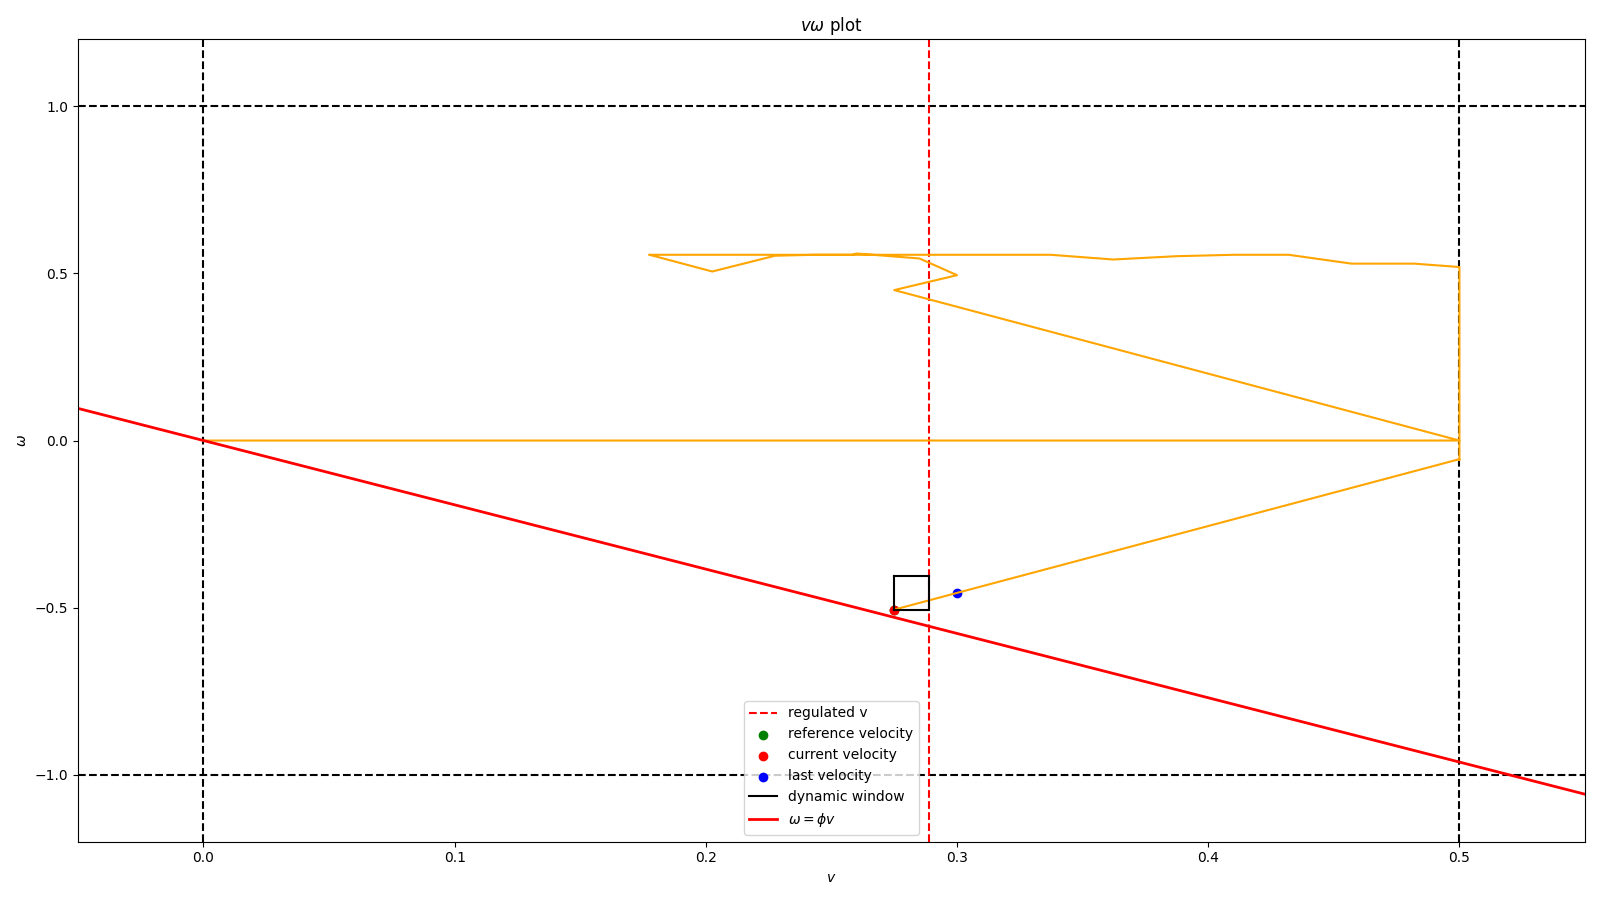 vω plot
1.0
0.5
0.0
−0.5
−1.0
ω
regulated v
reference velocity
current velocity
last velocity
dynamic window
ω = ϕv
0.0 0.1 0.2 0.3 0.4 0.5
v